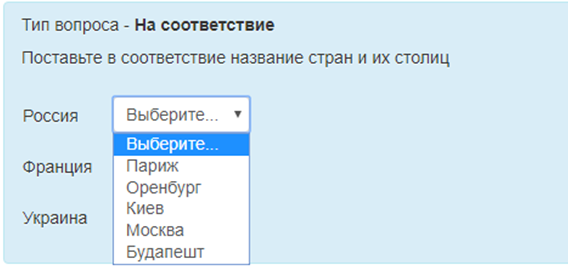 Тип вопроса - На соответствие
Поставьте в соответствие название стран и их столиц
Россия Выберите...
Выберите...
Франция Париж
Оренбург
Украина Киев
Москва
Будапешт